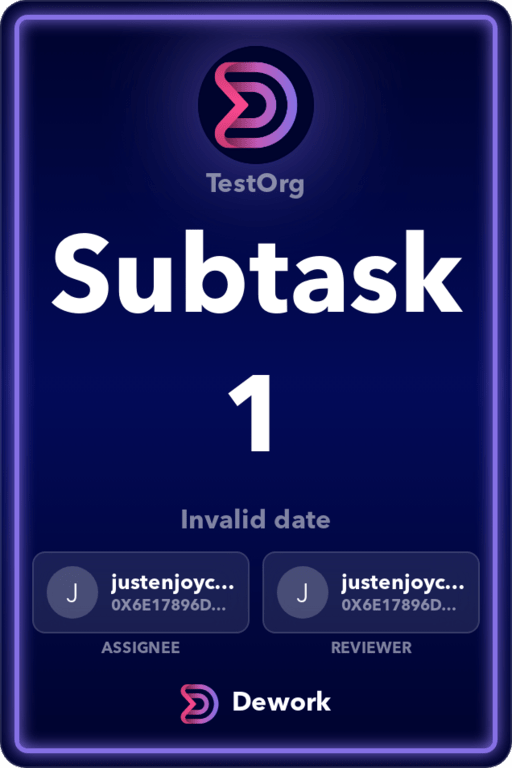 TestOrg
Subtask
1
Invalid date
J justenjoyc... J justenjoyc...
0X6E17896D... 0X6E17896D...
ASSIGNEE REVIEWER
Dework